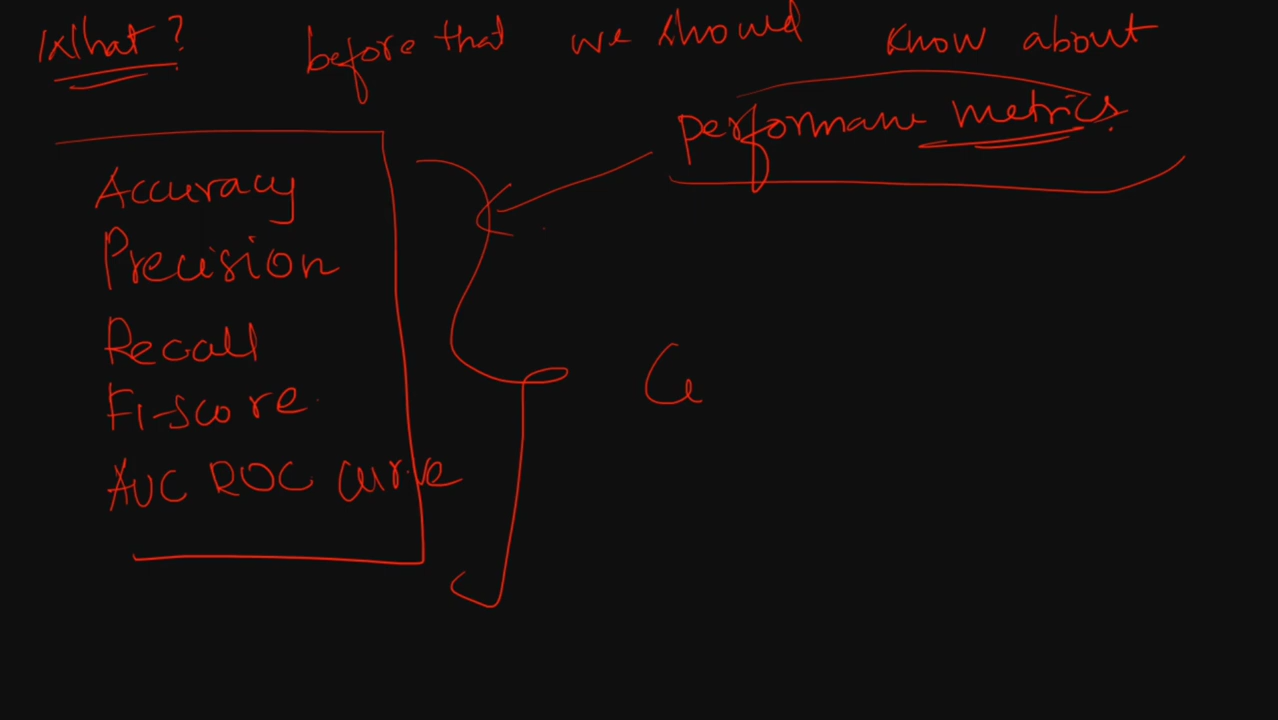 What? before that we should know about
performance metrics.
Accuracy
Precision
Recall
F1-score
AUC ROC curve